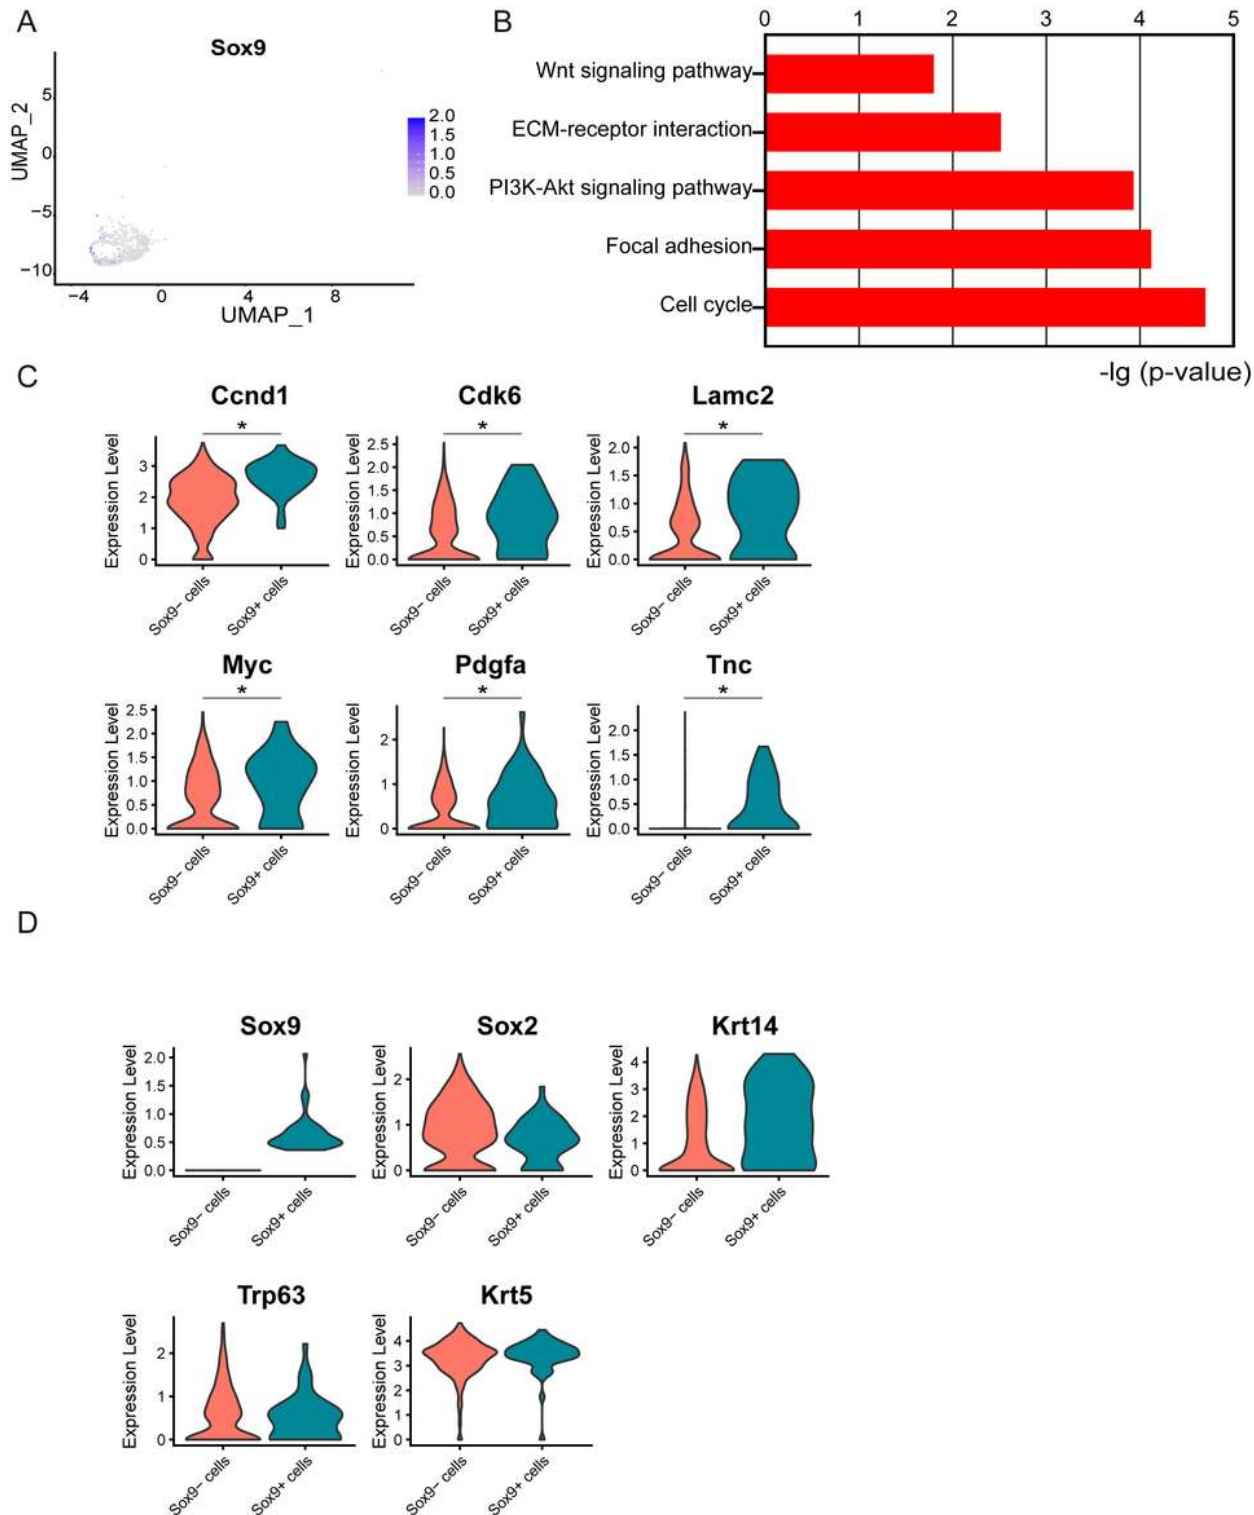 A
Sox9
UMAP_2
5
0
−5
−10
−4 0 4 8
UMAP_1
2.0
1.5
1.0
0.5
0.0
B
0 1 2 3 4 5
Wnt signaling pathway
ECM-receptor interaction
PI3K-Akt signaling pathway
Focal adhesion
Cell cycle
-lg (p-value)
C
Ccnd1
*
Expression Level
3
2
1
0
Sox9− cells
Sox9+ cells
Cdk6
*
Expression Level
2.5
2.0
1.5
1.0
0.5
0.0
Sox9− cells
Sox9+ cells
Lamc2
*
Expression Level
2.0
1.5
1.0
0.5
0.0
Sox9− cells
Sox9+ cells
Myc
*
Expression Level
2.5
2.0
1.5
1.0
0.5
0.0
Sox9− cells
Sox9+ cells
Pdgfa
*
Expression Level
2
1
0
Sox9− cells
Sox9+ cells
Tnc
*
Expression Level
2.0
1.5
1.0
0.5
0.0
Sox9− cells
Sox9+ cells
D
Sox9
Expression Level
2.0
1.5
1.0
0.5
0.0
Sox9− cells
Sox9+ cells
Sox2
Expression Level
2
1
0
Sox9− cells
Sox9+ cells
Krt14
Expression Level
4
3
2
1
0
Sox9− cells
Sox9+ cells
Trp63
Expression Level
2
1
0
Sox9− cells
Sox9+ cells
Krt5
Expression Level
4
3
2
1
0
Sox9− cells
Sox9+ cells